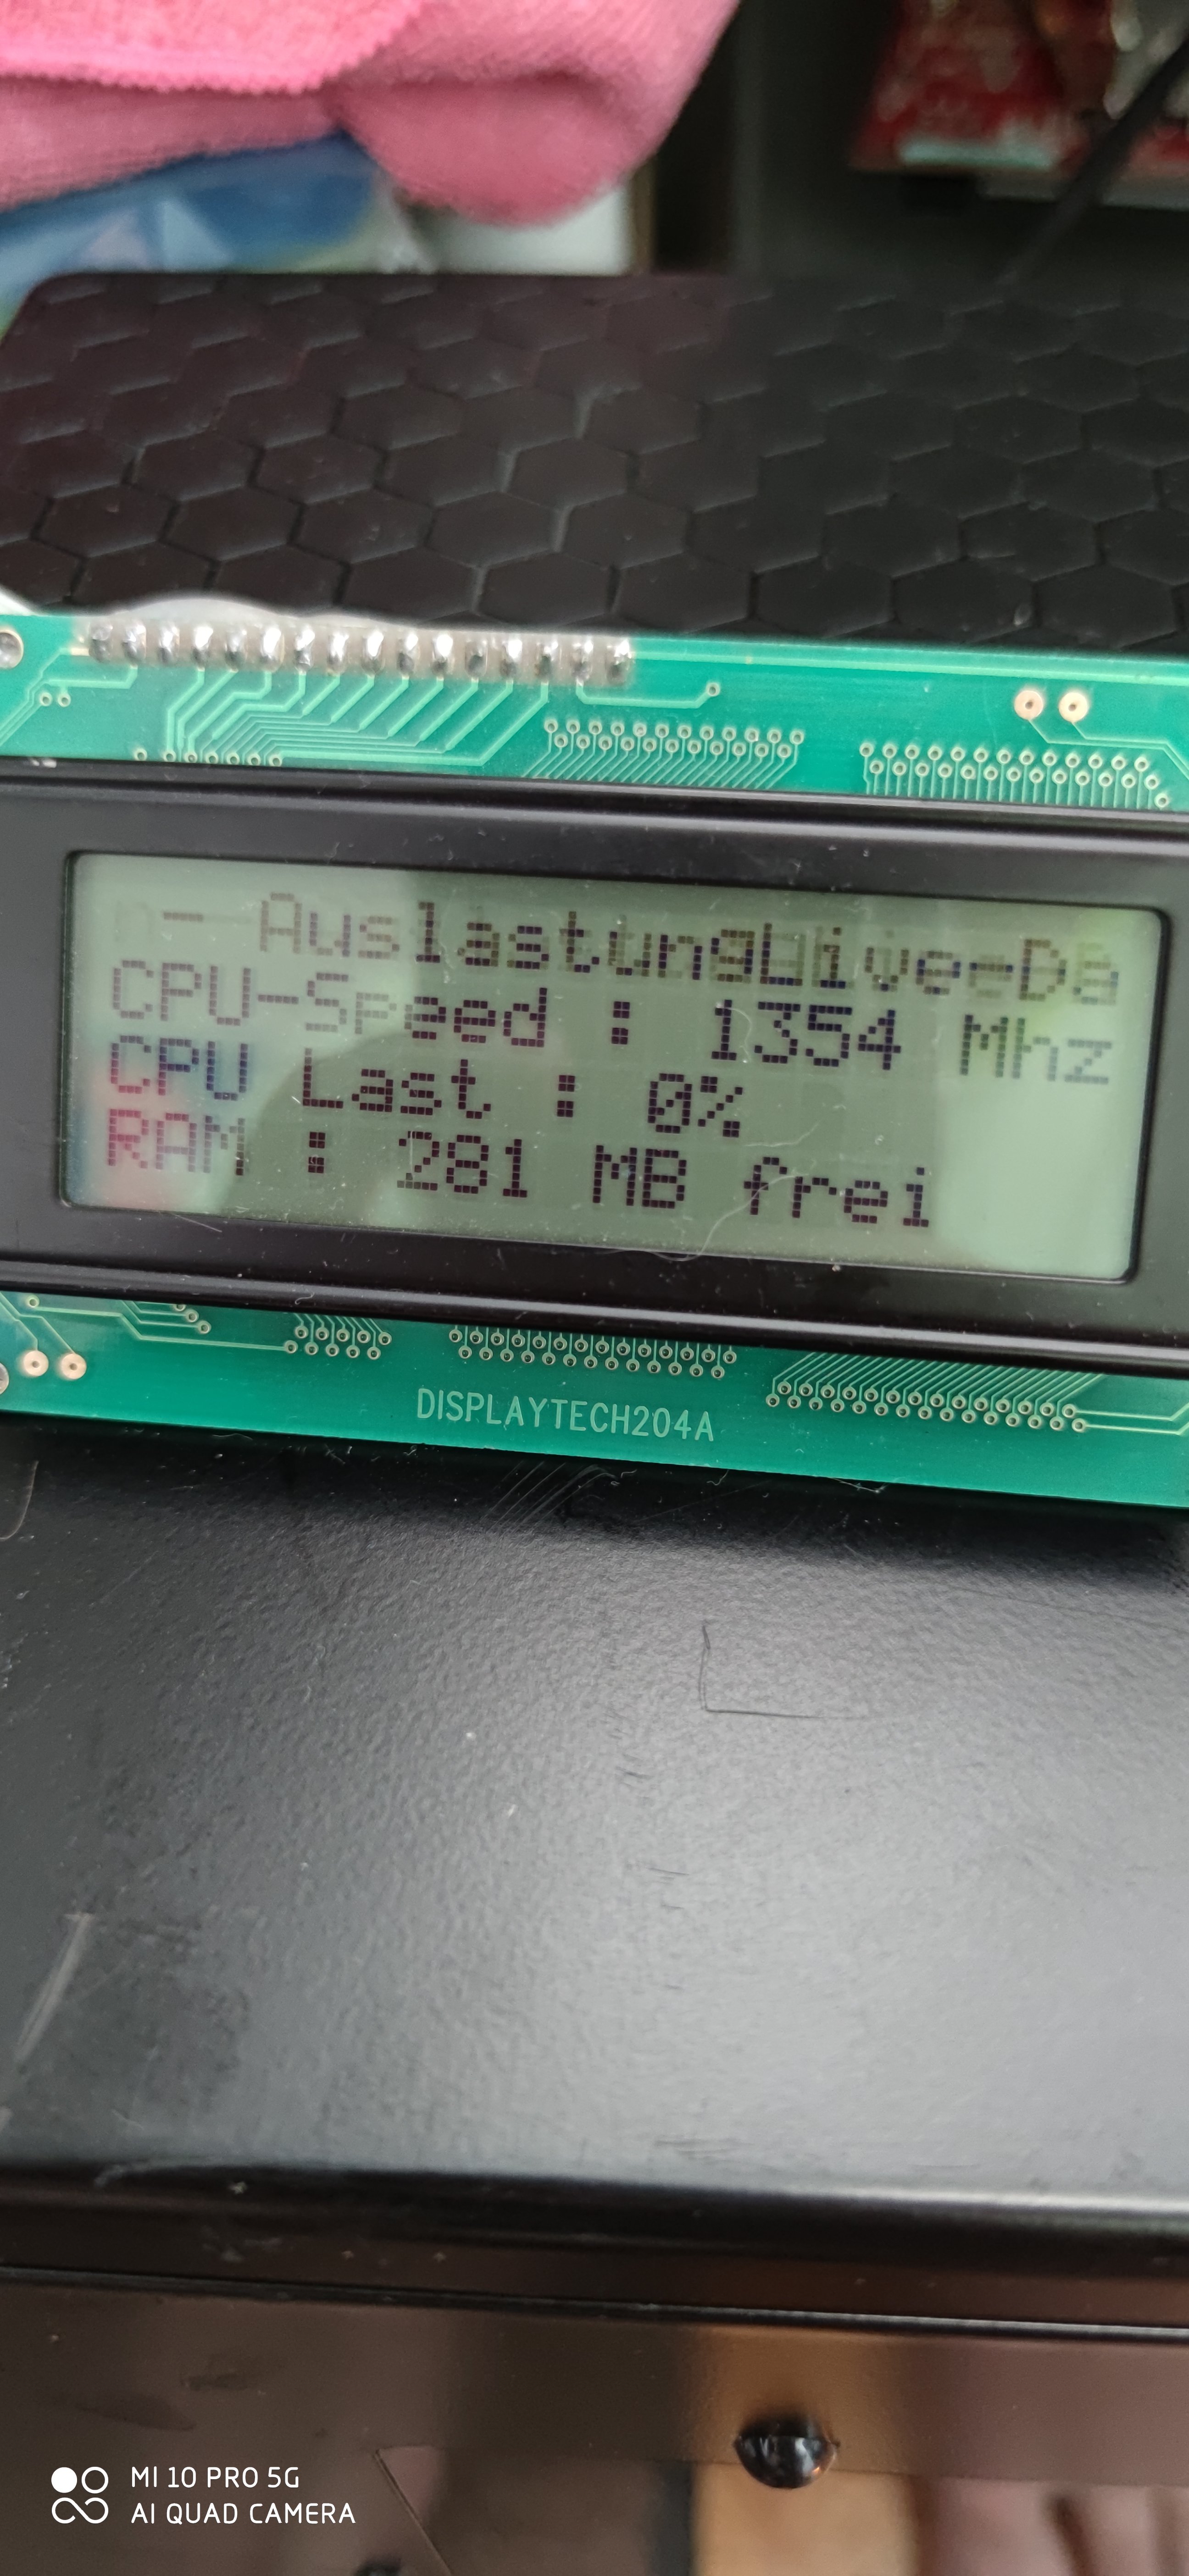 -- AuslastungLive-Da
CPU-Speed : 1354 Mhz
CPU Last : 0%
RAM : 281 MB frei
DISPLAYTECH204A
MI 10 PRO 5G
AI QUAD CAMERA